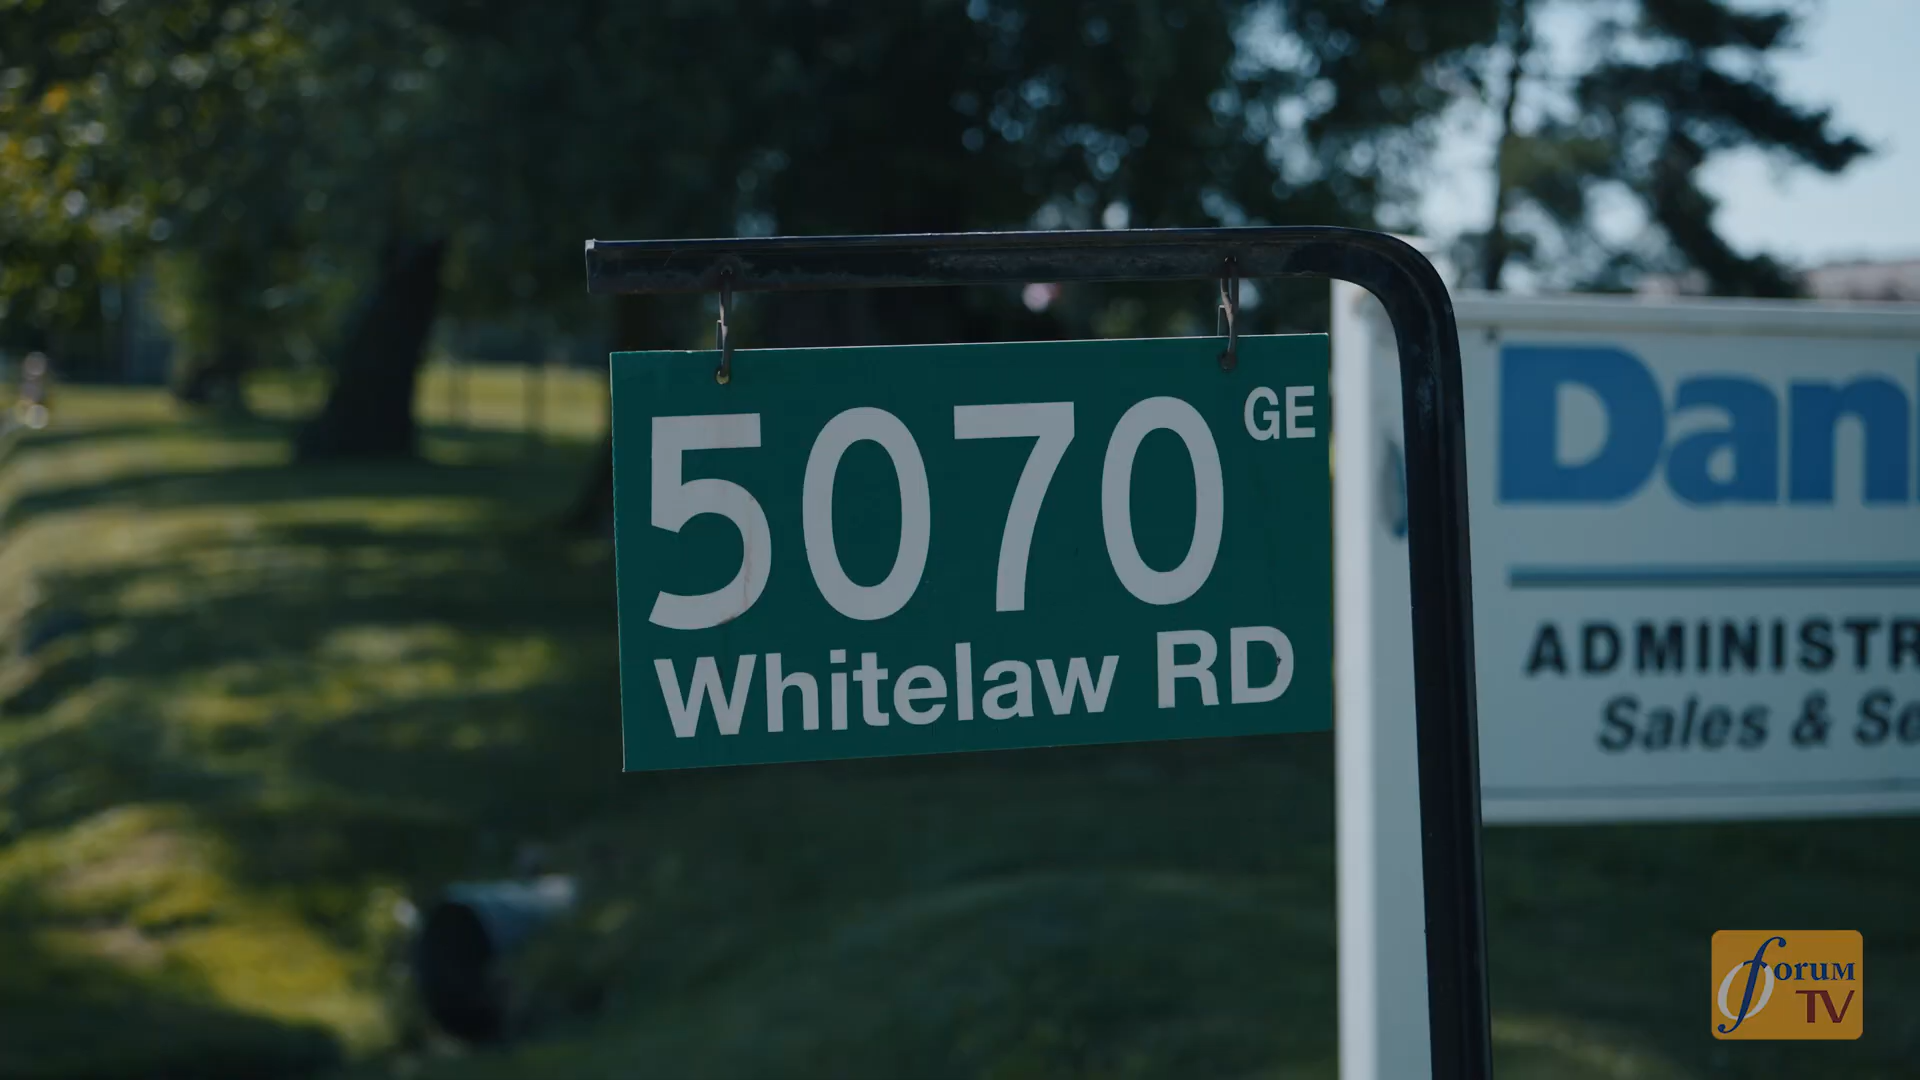 5070 GE
Whitelaw RD
ADMINISTR
Sales & Se
forum
TV